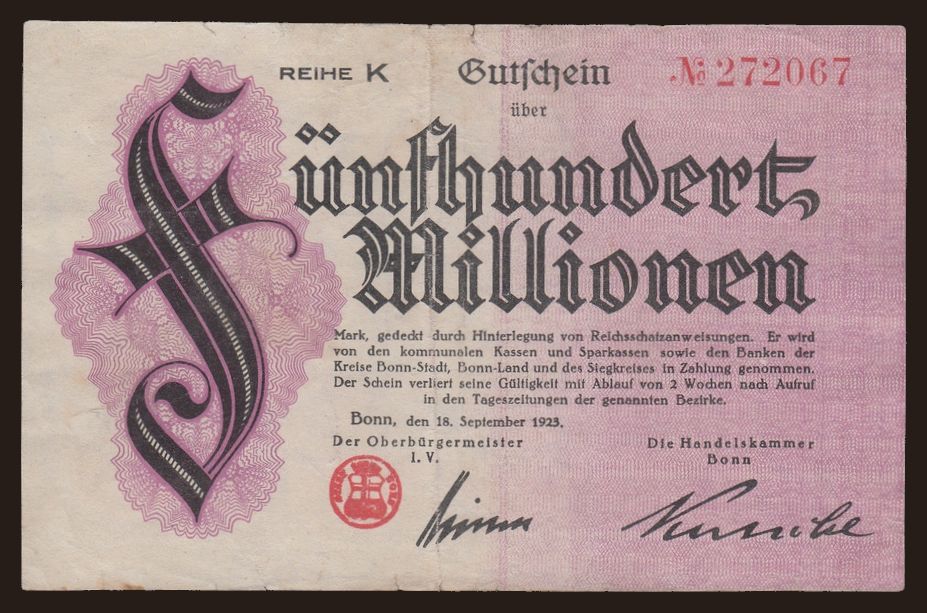 REIHE K Gutschein № 272067
über
Fünfhundert
Millionen
Mark, gedeckt durch Hinterlegung von Reichsschatzanweisungen. Er wird
von den kommunalen Kassen und Sparkassen sowie den Banken der
Kreise Bonn-Stadt, Bonn-Land und des Siegkreises in Zahlung genommen.
Der Schein verliert seine Gültigkeit mit Ablauf von 2 Wochen nach Aufruf
in den Tageszeitungen der genannten Bezirke.
Bonn, den 18. September 1923.
Der Oberbürgermeister Die Handelskammer
I. V. Bonn